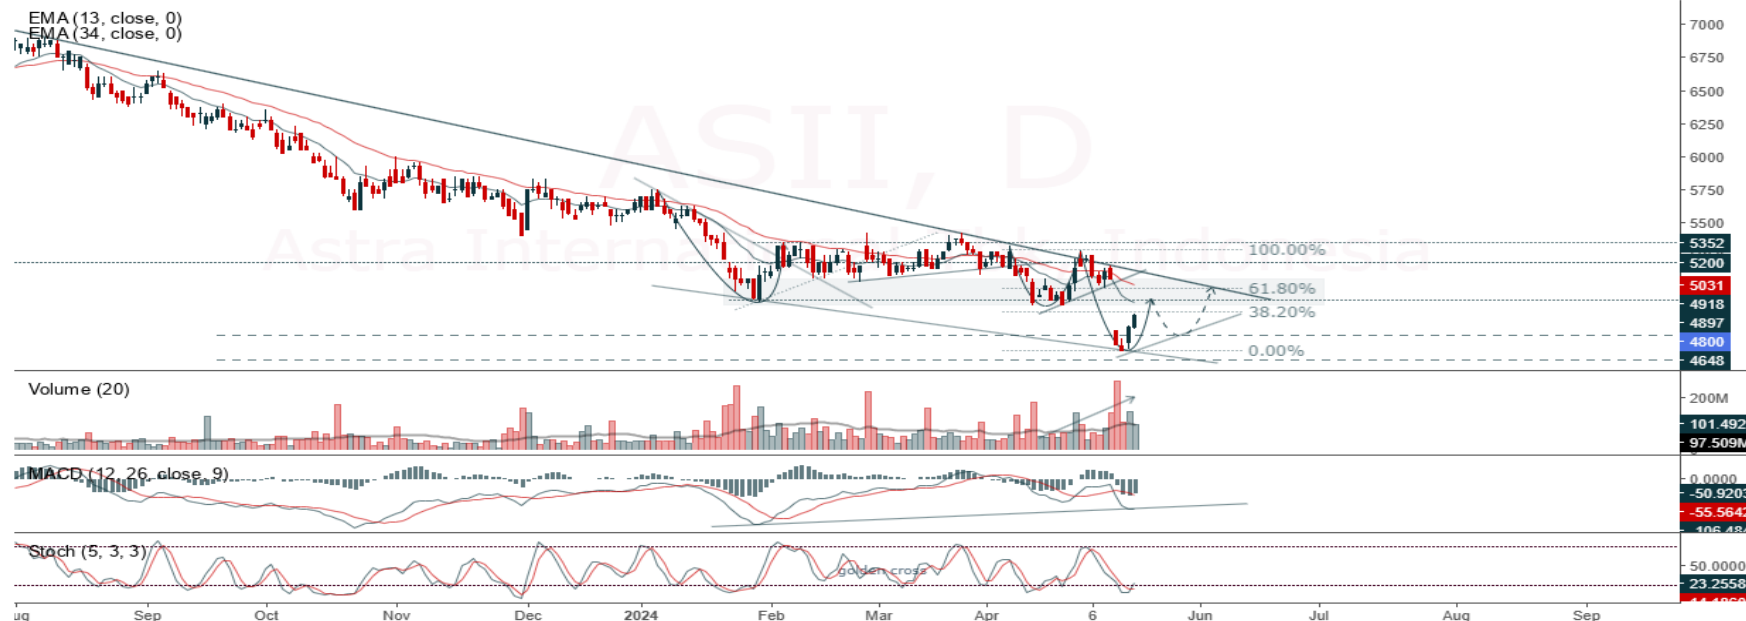 EMA (13, close, 0)
EMA (34, close, 0)
ASII, D
7000
6750
6500
6250
6000
5750
5500
5352
5200
5031
4918
4897
4800
4648
100.00%
61.80%
38.20%
0.00%
Volume (20)
200M
101.492
97.509M
MACD (12, 26, close, 9)
0.0000
-50.9203
-55.5642
Stoch (5, 3, 3)
golden cross
50.0000
23.2558
Sep
Oct
Nov
Dec
2024
Feb
Mar
Apr
6
Jun
Jul
Aug
Sep